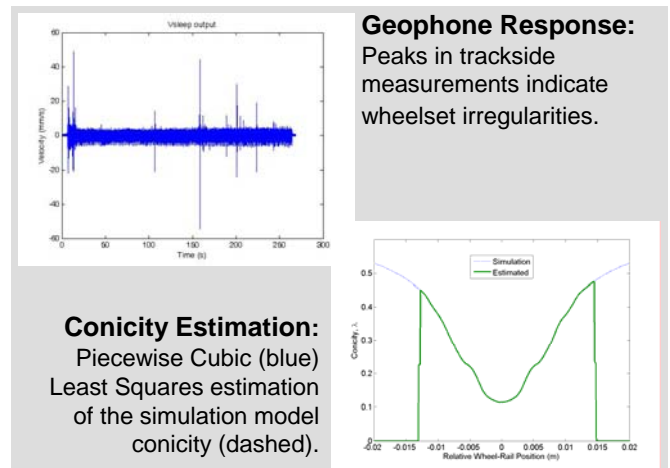 Vsleep output
60
40
20
0
-20
-40
-60
Velocity (mm/s)
0 50 100 150 200 250 300
Time (s)
Geophone Response:
Peaks in trackside
measurements indicate
wheelset irregularities.
Conicity Estimation:
Piecewise Cubic (blue)
Least Squares estimation
of the simulation model
conicity (dashed).
Simulation
Estimated
0.5
0.4
0.3
0.2
0.1
0
Conicity, λ
-0.02 -0.015 -0.01 -0.005 0 0.005 0.01 0.015 0.02
Relative Wheel-Rail Position (m)